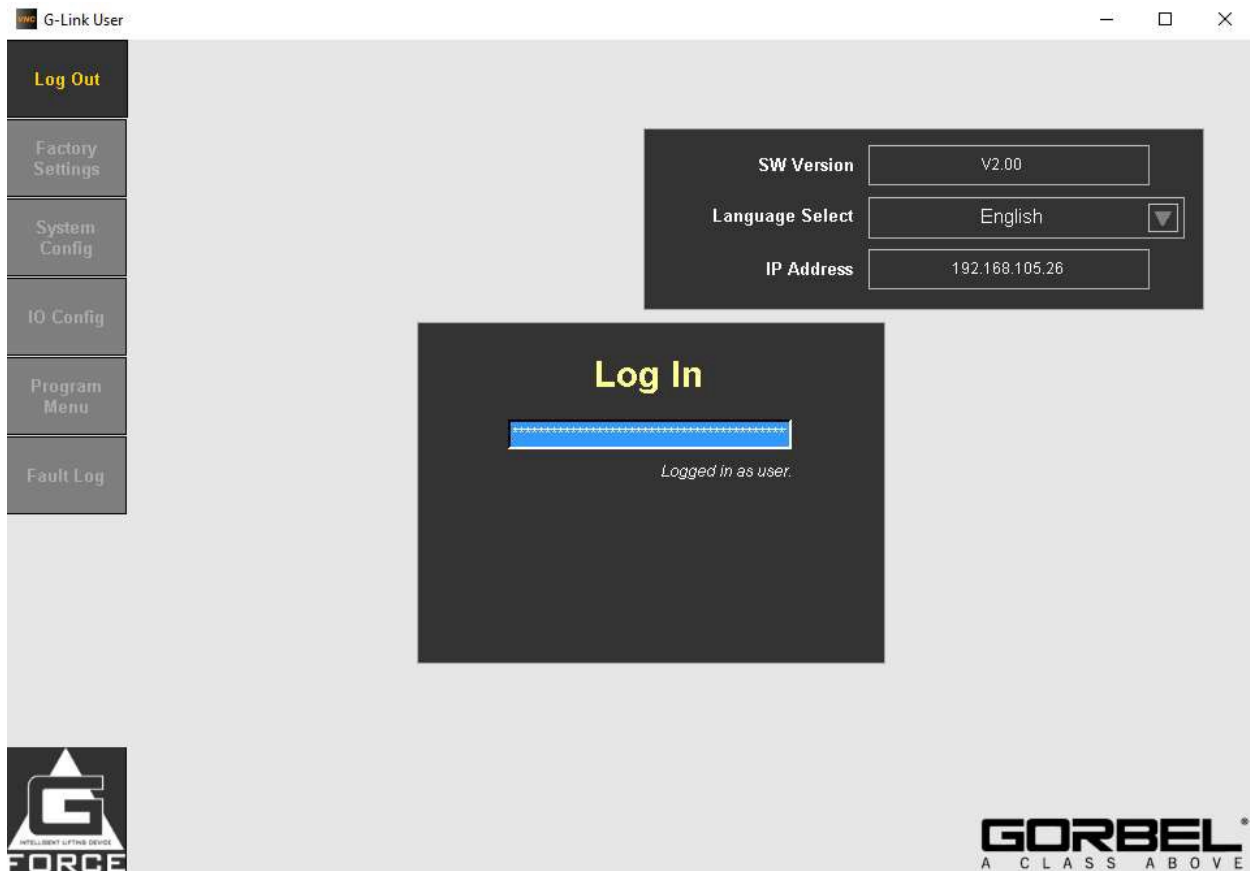 VNC G-Link User
Log Out
Factory
Settings
System
Config
IO Config
Program
Menu
Fault Log
SW Version V2.00
Language Select English
IP Address 192.168.105.26
Log In
*******************************************
Logged in as user.
G
INTELLIGENT LIFTING DEVICE
FORCE
GORBEL®
A CLASS ABOVE